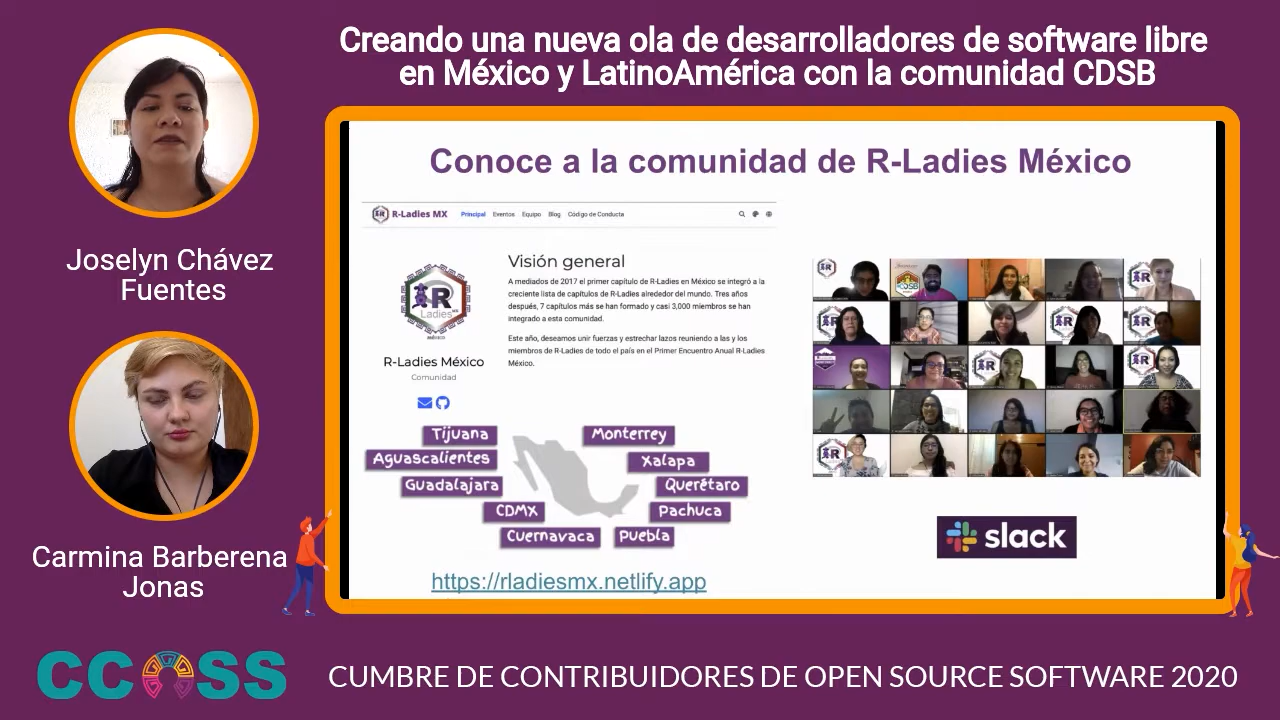 Creando una nueva ola de desarrolladores de software libre
en México y LatinoAmérica con la comunidad CDSB
Joselyn Chávez
Fuentes
Carmina Barberena
Jonas
Conoce a la comunidad de R-Ladies México
R-Ladies MX Principal Eventos Equipo Blog Código de Conducta
Visión general
A mediados de 2017 el primer capítulo de R-Ladies en México se integró a la
creciente lista de capítulos de R-Ladies alrededor del mundo. Tres años
después, 7 capítulos más se han formado y casi 3,000 miembros se han
integrado a esta comunidad.
Este año, deseamos unir fuerzas y estrechar lazos reuniendo a las y los
miembros de R-Ladies de todo el país en el Primer Encuentro Anual R-Ladies
México.
R
Ladies MX
MÉXICO
R-Ladies México
Comunidad
Tijuana
Aguascalientes
Guadalajara
CDMX
Cuernavaca
Monterrey
Xalapa
Querétaro
Pachuca
Puebla
https://rladiesmx.netlify.app
CDSB
slack
CCOSS
CUMBRE DE CONTRIBUIDORES DE OPEN SOURCE SOFTWARE 2020